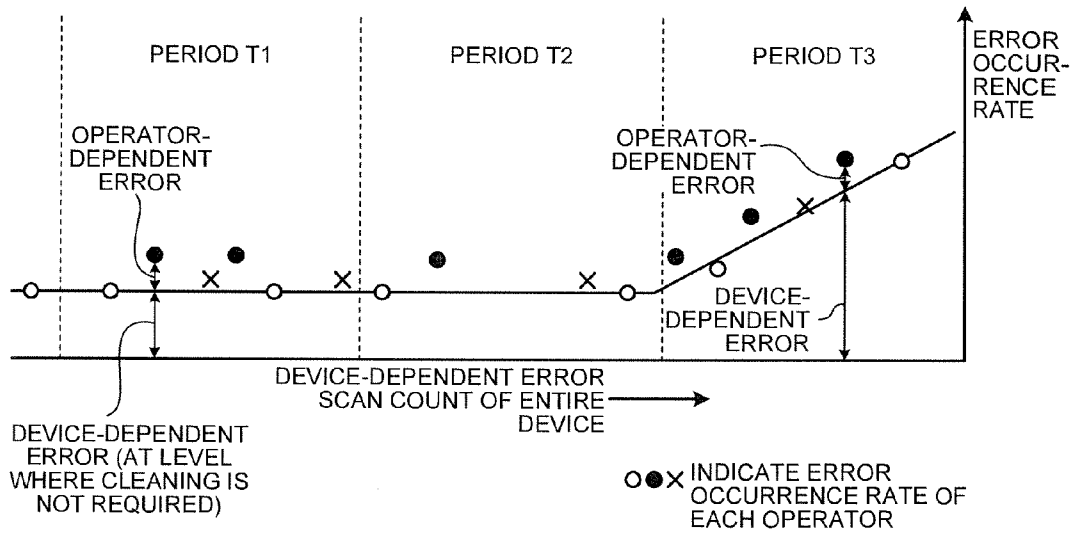 PERIOD T1
PERIOD T2
PERIOD T3
ERROR
OCCUR-
RENCE
RATE
OPERATOR-
DEPENDENT
ERROR
OPERATOR-
DEPENDENT
ERROR
DEVICE-
DEPENDENT
ERROR
DEVICE-DEPENDENT ERROR
SCAN COUNT OF ENTIRE
DEVICE
DEVICE-DEPENDENT
ERROR (AT LEVEL
WHERE CLEANING IS
NOT REQUIRED)
○●× INDICATE ERROR
OCCURRENCE RATE OF
EACH OPERATOR